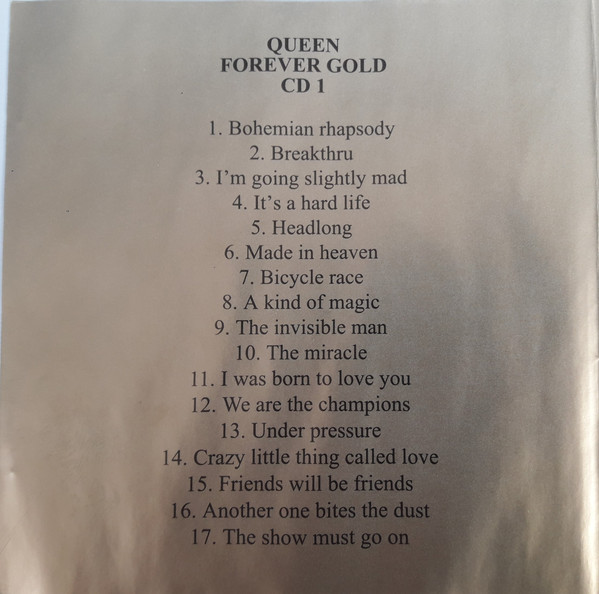 QUEEN
FOREVER GOLD
CD 1
1. Bohemian rhapsody
2. Breakthru
3. I'm going slightly mad
4. It's a hard life
5. Headlong
6. Made in heaven
7. Bicycle race
8. A kind of magic
9. The invisible man
10. The miracle
11. I was born to love you
12. We are the champions
13. Under pressure
14. Crazy little thing called love
15. Friends will be friends
16. Another one bites the dust
17. The show must go on